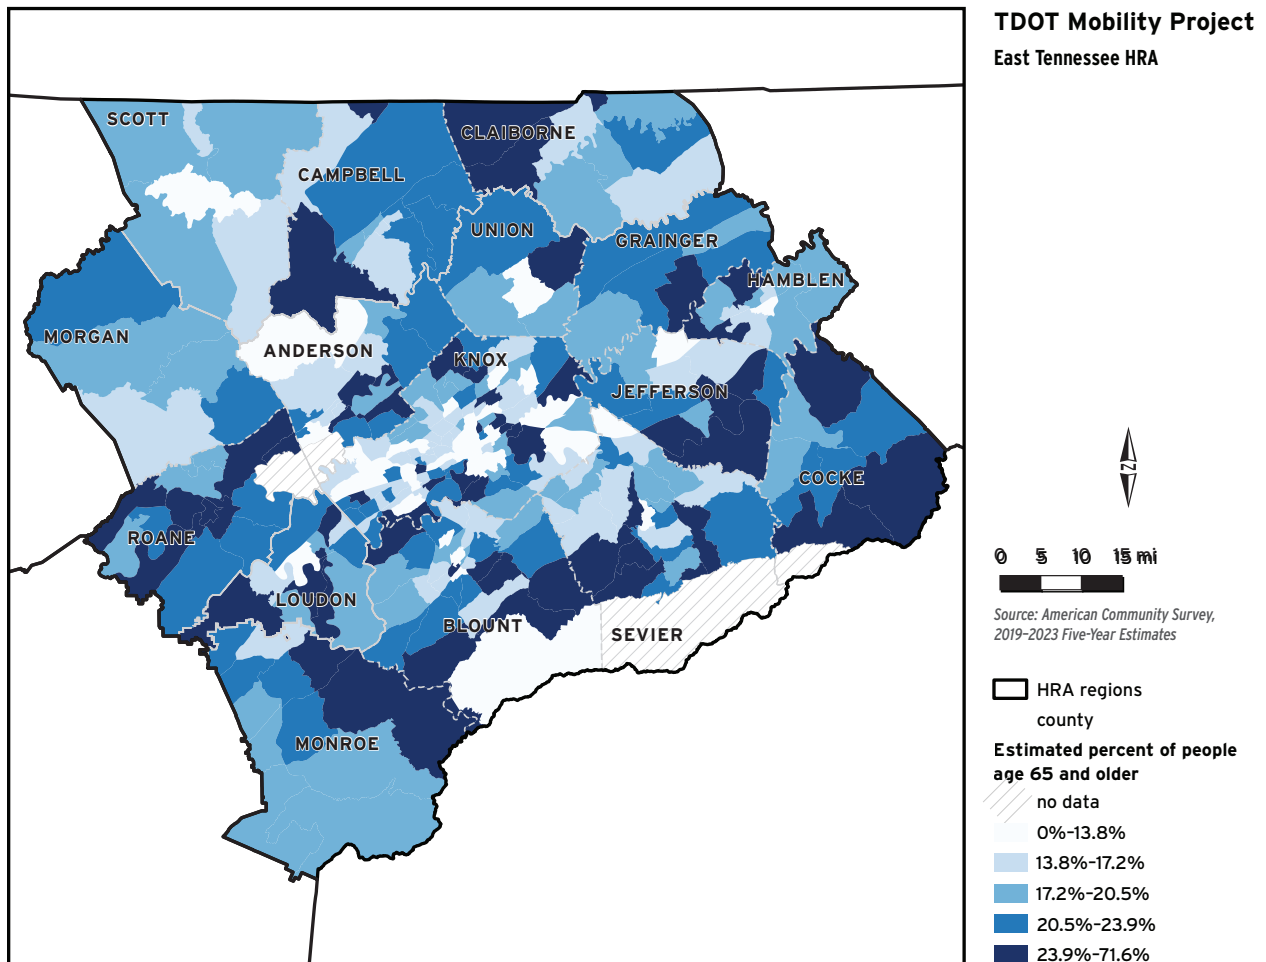 TDOT Mobility Project
East Tennessee HRA
SCOTT
CLAIBORNE
CAMPBELL
UNION
GRAINGER
HAMBLEN
MORGAN
ANDERSON
KNOX
JEFFERSON
COCKE
ROANE
LOUDON
BLOUNT
SEVIER
MONROE
N
0 5 10 15 mi
Source: American Community Survey,
2019–2023 Five-Year Estimates
HRA regions
county
Estimated percent of people
age 65 and older
no data
0%–13.8%
13.8%–17.2%
17.2%–20.5%
20.5%–23.9%
23.9%–71.6%